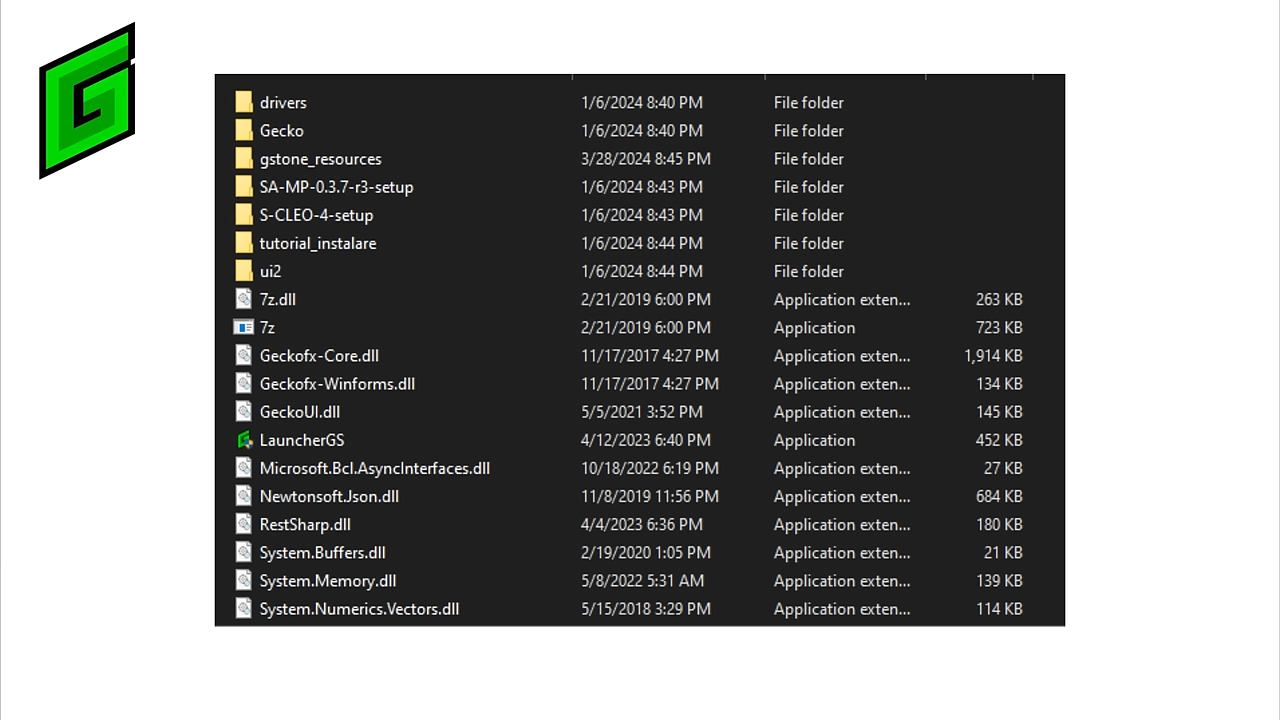 drivers 1/6/2024 8:40 PM File folder
Gecko 1/6/2024 8:40 PM File folder
gstone_resources 3/28/2024 8:45 PM File folder
SA-MP-0.3.7-r3-setup 1/6/2024 8:43 PM File folder
S-CLEO-4-setup 1/6/2024 8:43 PM File folder
tutorial_instalare 1/6/2024 8:44 PM File folder
ui2 1/6/2024 8:44 PM File folder
7z.dll 2/21/2019 6:00 PM Application exten... 263 KB
7z 2/21/2019 6:00 PM Application 723 KB
Geckofx-Core.dll 11/17/2017 4:27 PM Application exten... 1,914 KB
Geckofx-Winforms.dll 11/17/2017 4:27 PM Application exten... 134 KB
GeckoUI.dll 5/5/2021 3:52 PM Application exten... 145 KB
LauncherGS 4/12/2023 6:40 PM Application 452 KB
Microsoft.Bcl.AsyncInterfaces.dll 10/18/2022 6:19 PM Application exten... 27 KB
Newtonsoft.Json.dll 11/8/2019 11:56 PM Application exten... 684 KB
RestSharp.dll 4/4/2023 6:36 PM Application exten... 180 KB
System.Buffers.dll 2/19/2020 1:05 PM Application exten... 21 KB
System.Memory.dll 5/8/2022 5:31 AM Application exten... 139 KB
System.Numerics.Vectors.dll 5/15/2018 3:29 PM Application exten... 114 KB